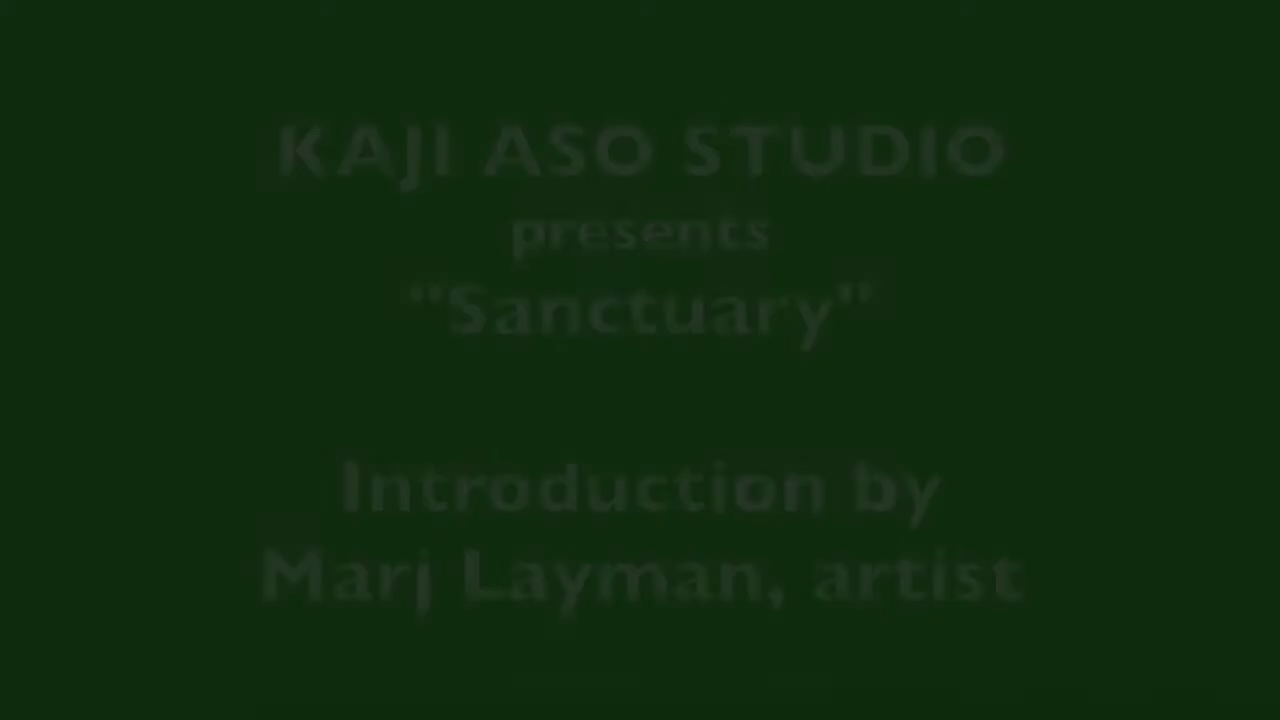 KAJI ASO STUDIO
presents
"Sanctuary"
Introduction by
Marj Layman, artist